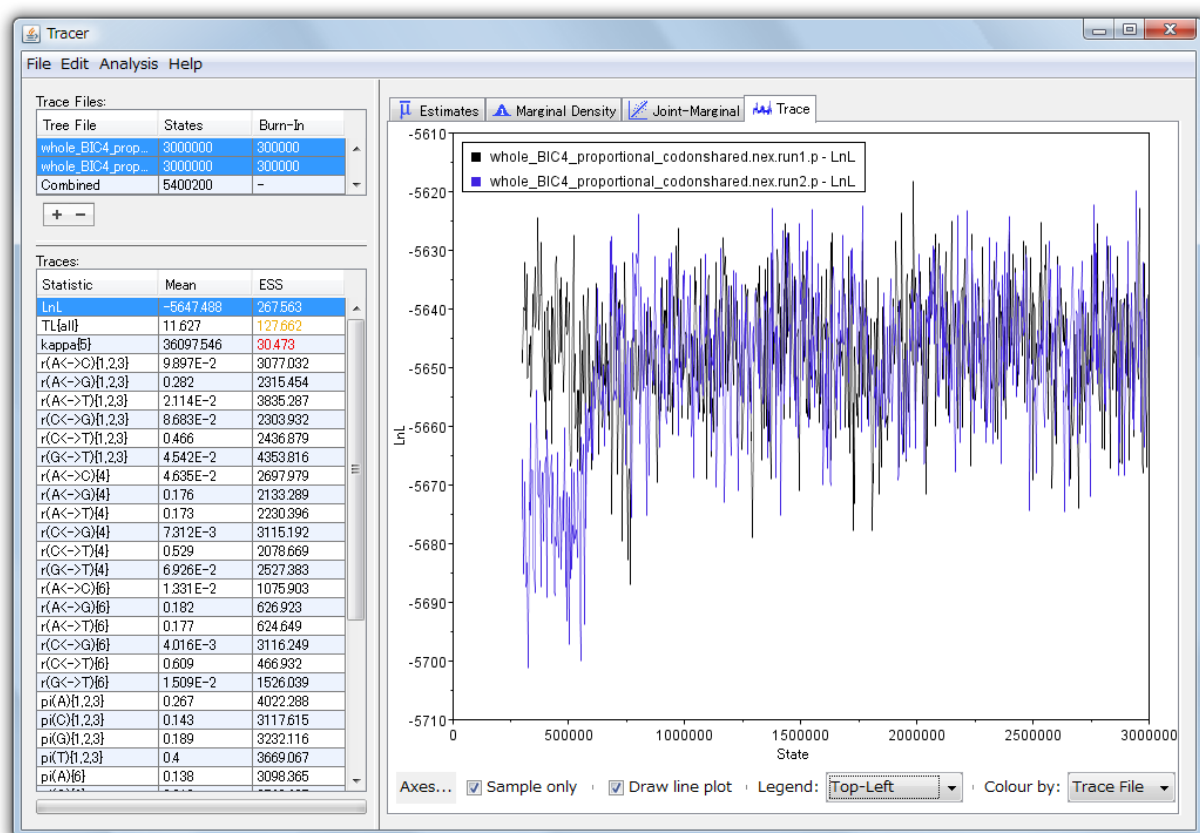 Tracer
File Edit Analysis Help
Trace Files:
Tree File States Burn-In
whole_BIC4_prop... 3000000 300000
whole_BIC4_prop... 3000000 300000
Combined 5400200 -
+ -
Traces:
Statistic Mean ESS
LnL -5647.488 267.563
TL{all} 11.627 127.662
kappa{5} 36097.546 30.473
r(A<->C){1,2,3} 9.897E-2 3077.032
r(A<->G){1,2,3} 0.282 2315.454
r(A<->T){1,2,3} 2.114E-2 3835.287
r(C<->G){1,2,3} 8.683E-2 2303.932
r(C<->T){1,2,3} 0.466 2436.879
r(G<->T){1,2,3} 4.542E-2 4353.816
r(A<->C){4} 4.635E-2 2697.979
r(A<->G){4} 0.176 2133.289
r(A<->T){4} 0.173 2230.396
r(C<->G){4} 7.312E-3 3115.192
r(C<->T){4} 0.529 2078.669
r(G<->T){4} 6.926E-2 2527.383
r(A<->C){6} 1.331E-2 1075.903
r(A<->G){6} 0.182 626.923
r(A<->T){6} 0.177 624.649
r(C<->G){6} 4.016E-3 3116.249
r(C<->T){6} 0.609 466.932
r(G<->T){6} 1.509E-2 1526.039
pi(A){1,2,3} 0.267 4022.288
pi(C){1,2,3} 0.143 3117.615
pi(G){1,2,3} 0.189 3232.116
pi(T){1,2,3} 0.4 3669.067
pi(A){6} 0.138 3098.365
Estimates Marginal Density Joint-Marginal Trace
whole_BIC4_proportional_codonshared.nex.run1.p - LnL
whole_BIC4_proportional_codonshared.nex.run2.p - LnL
-5610
-5620
-5630
-5640
-5650
-5660
-5670
-5680
-5690
-5700
-5710
LnL
0 500000 1000000 1500000 2000000 2500000 3000000
State
Axes... Sample only Draw line plot Legend: Top-Left Colour by: Trace File